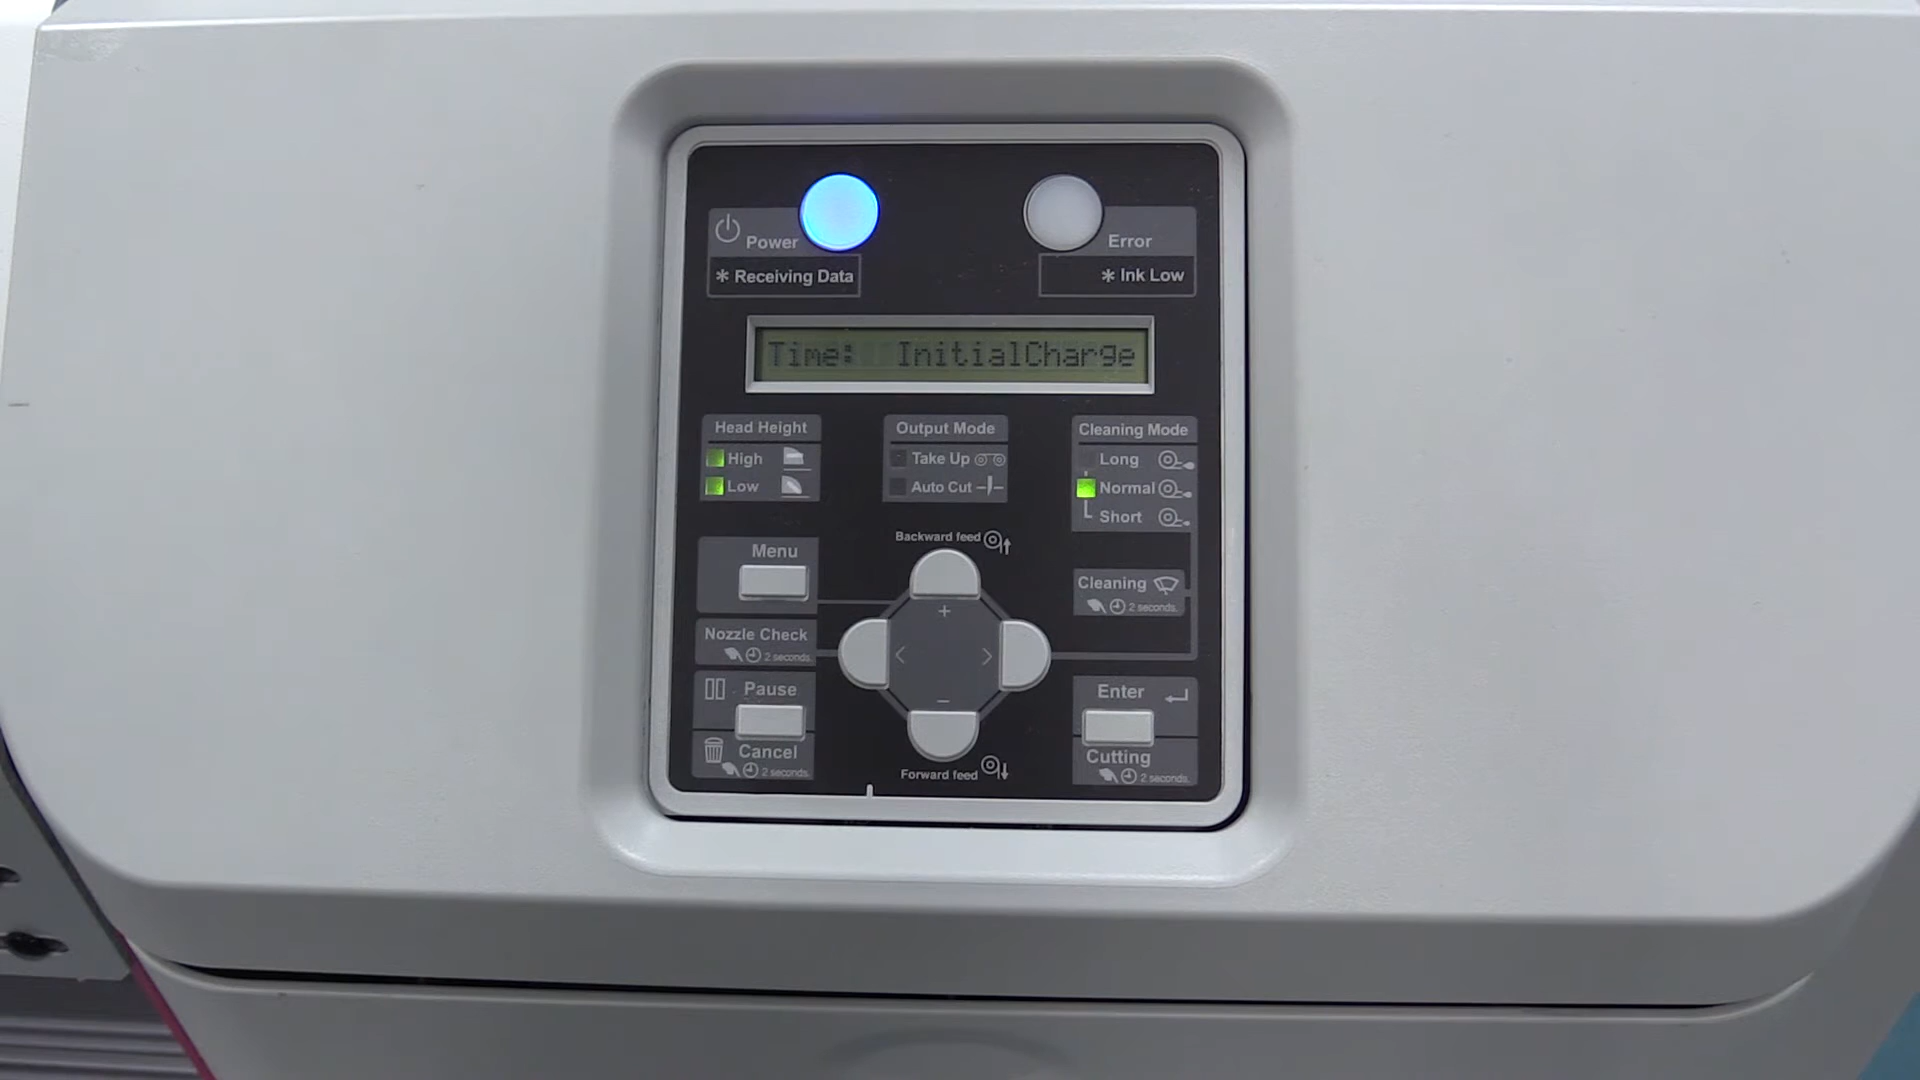 Power
Error
* Receiving Data
* Ink Low
Time: InitialCharge
Head Height
High
Low
Output Mode
Take Up
Auto Cut
Cleaning Mode
Long
Normal
Short
Menu
Backward feed
+
Cleaning
2 seconds.
Nozzle Check
2 seconds.
< >
Pause
−
Enter
Cancel
2 seconds.
Forward feed
Cutting
2 seconds.